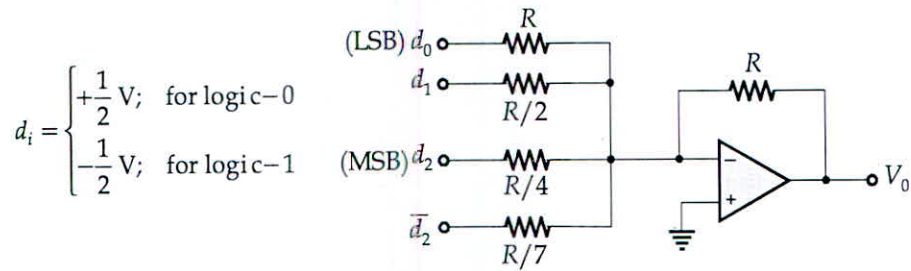 d_i = { +1/2 V; for logic-0
-1/2 V; for logic-1
(LSB) d_0
R
d_1
R/2
(MSB) d_2
R/4
\overline{d}_2
R/7
R
−
+
V_0